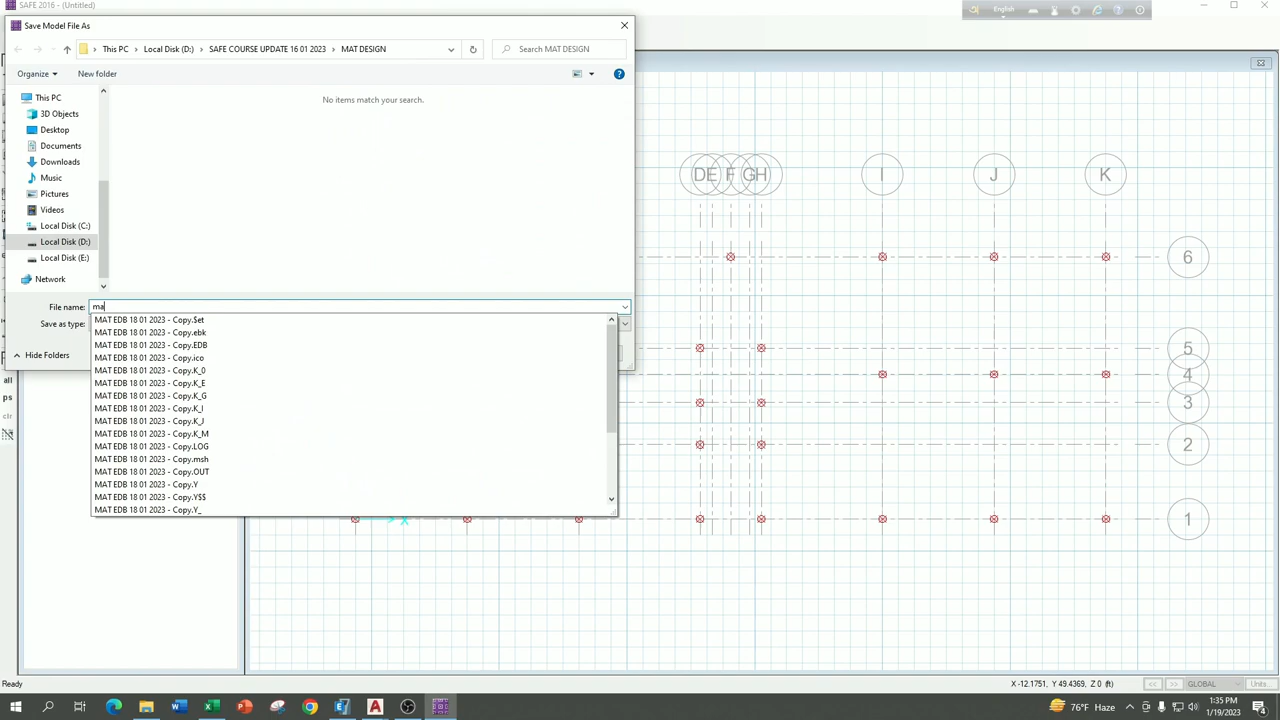 SAFE 2016 - (Untitled)
English
Save Model File As
This PC
Local Disk (D:)
SAFE COURSE UPDATE 16 01 2023
MAT DESIGN
Search MAT DESIGN
Organize
New folder
This PC
3D Objects
Desktop
Documents
Downloads
Music
Pictures
Videos
Local Disk (C:)
Local Disk (D:)
Local Disk (E:)
Network
No items match your search.
File name: ma
Save as type:
Hide Folders
MAT EDB 18 01 2023 - Copy.$et
MAT EDB 18 01 2023 - Copy.ebk
MAT EDB 18 01 2023 - Copy.EDB
MAT EDB 18 01 2023 - Copy.ico
MAT EDB 18 01 2023 - Copy.K_0
MAT EDB 18 01 2023 - Copy.K_E
MAT EDB 18 01 2023 - Copy.K_G
MAT EDB 18 01 2023 - Copy.K_I
MAT EDB 18 01 2023 - Copy.K_J
MAT EDB 18 01 2023 - Copy.K_M
MAT EDB 18 01 2023 - Copy.LOG
MAT EDB 18 01 2023 - Copy.msh
MAT EDB 18 01 2023 - Copy.OUT
MAT EDB 18 01 2023 - Copy.Y
MAT EDB 18 01 2023 - Copy.Y$$
MAT EDB 18 01 2023 - Copy.Y_
all
ps
clr
D E F G H I J K
6
5
4
3
2
1
X
Ready
X -12.1751, Y 49.4369, Z 0 (ft)
<< >> GLOBAL Units...
76°F Haze
1:35 PM
1/19/2023
4